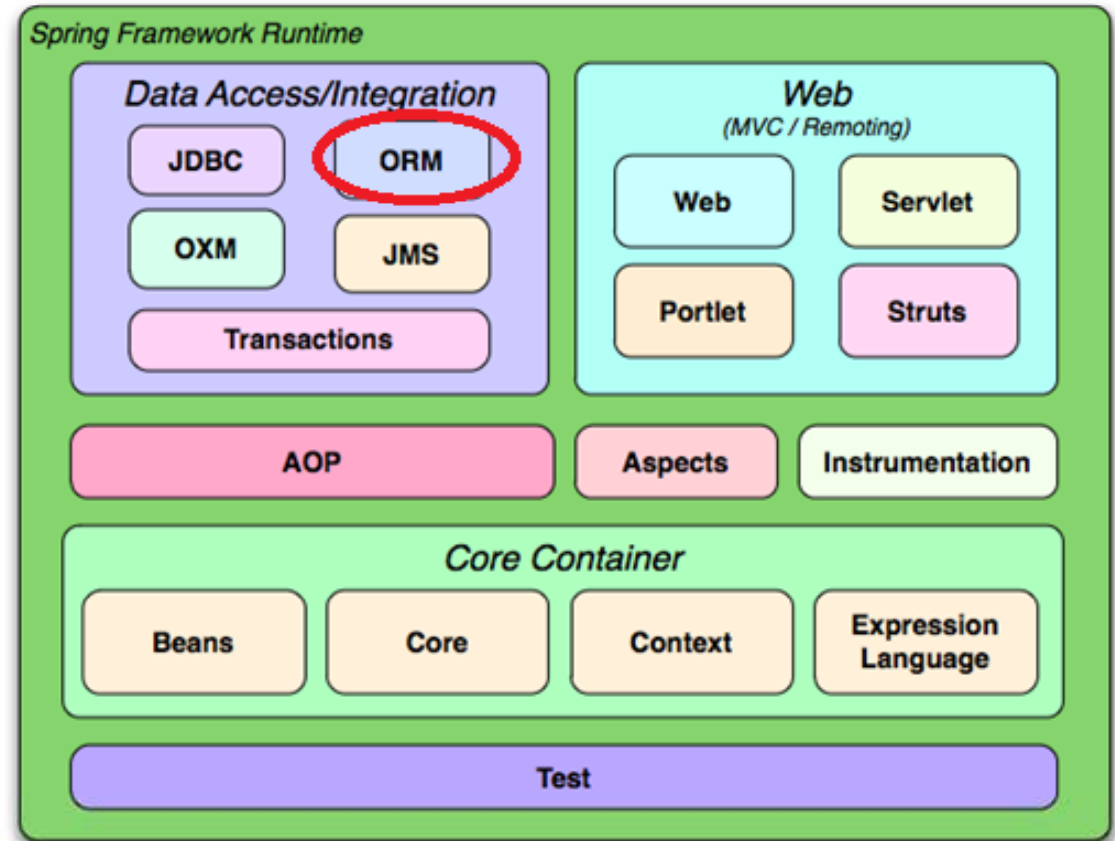 Spring Framework Runtime
Data Access/Integration
JDBC
ORM
OXM
JMS
Transactions
Web
(MVC / Remoting)
Web
Servlet
Portlet
Struts
AOP
Aspects
Instrumentation
Core Container
Beans
Core
Context
Expression
Language
Test